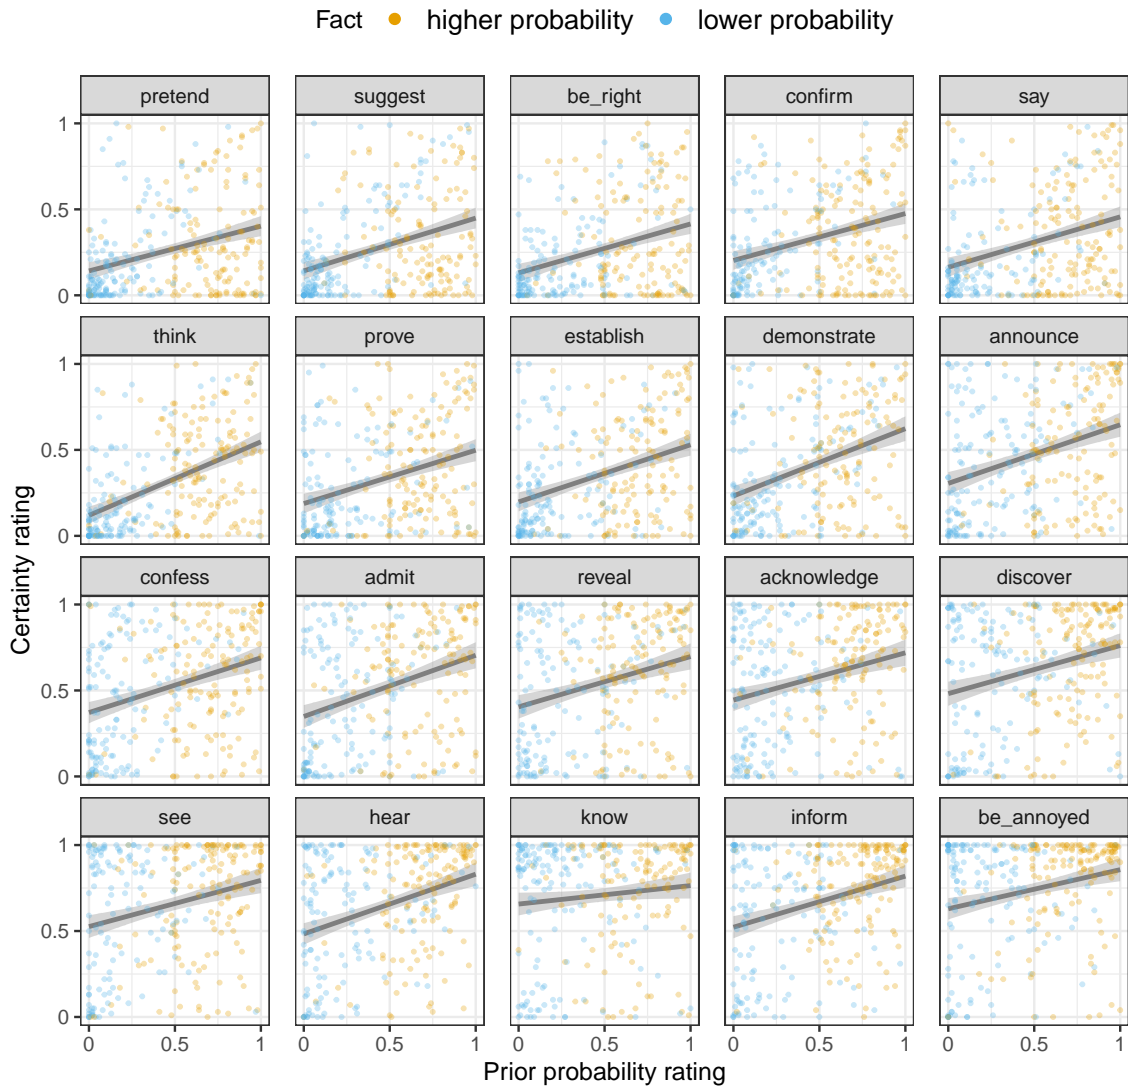 Fact higher probability lower probability
pretend suggest be_right confirm say
1
0.5
0
think prove establish demonstrate announce
1
0.5
0
confess admit reveal acknowledge discover
1
0.5
0
see hear know inform be_annoyed
1
0.5
0
0 0.5 1 0 0.5 1 0 0.5 1 0 0.5 1 0 0.5 1
Prior probability rating
Certainty rating